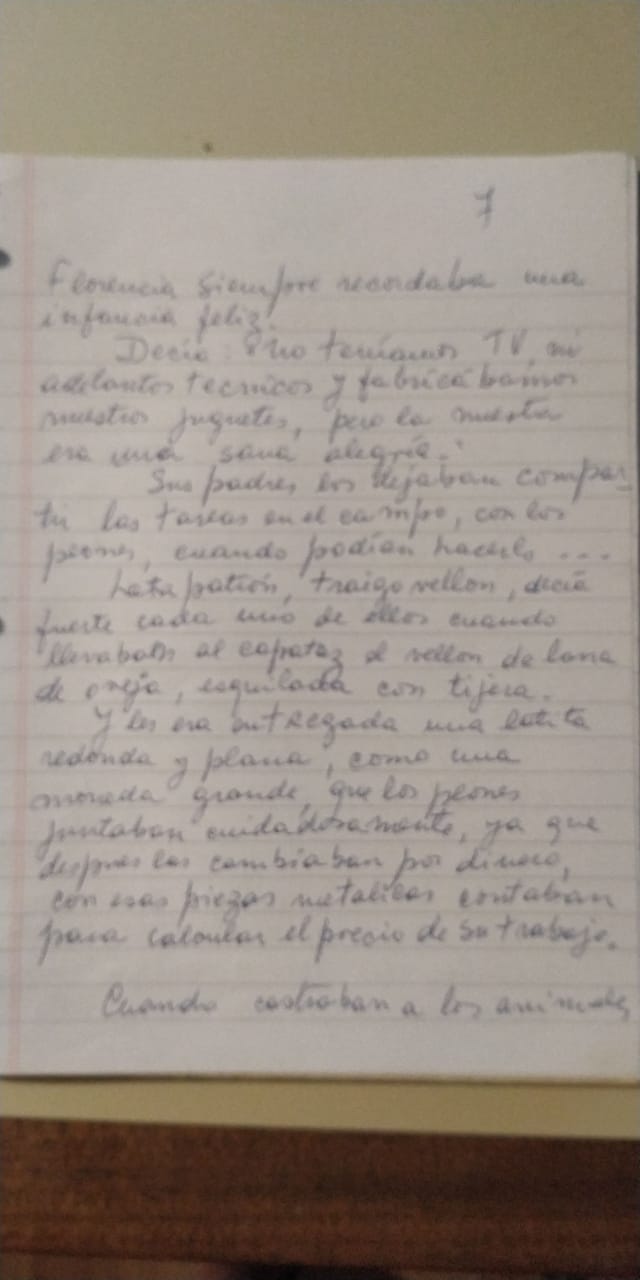 7
Florencia siempre recordaba una
infancia feliz.
Decía: "no teníamos TV, ni
adelantos tecnicos y fabricábamos
nuestros juguetes, pero la nuestra
era una sana alegría."
Sus padres los dejaban compar-
tir las tareas en el campo, con los
peones, cuando podían hacerlo ...
Lata patrón, traigo vellon, decía
fuerte cada uno de ellos cuando
llevaban al capataz el vellon de lana
de oveja, esquilada con tijera.
Y les era entregada una latita
redonda y plana, como una
moneda grande, que los peones
juntaban cuidadosamente, ya que
despues las cambiaban por dinero,
con esas piezas metalicas contaban
para calcular el precio de su trabajo.
Cuando castraban a los animales,